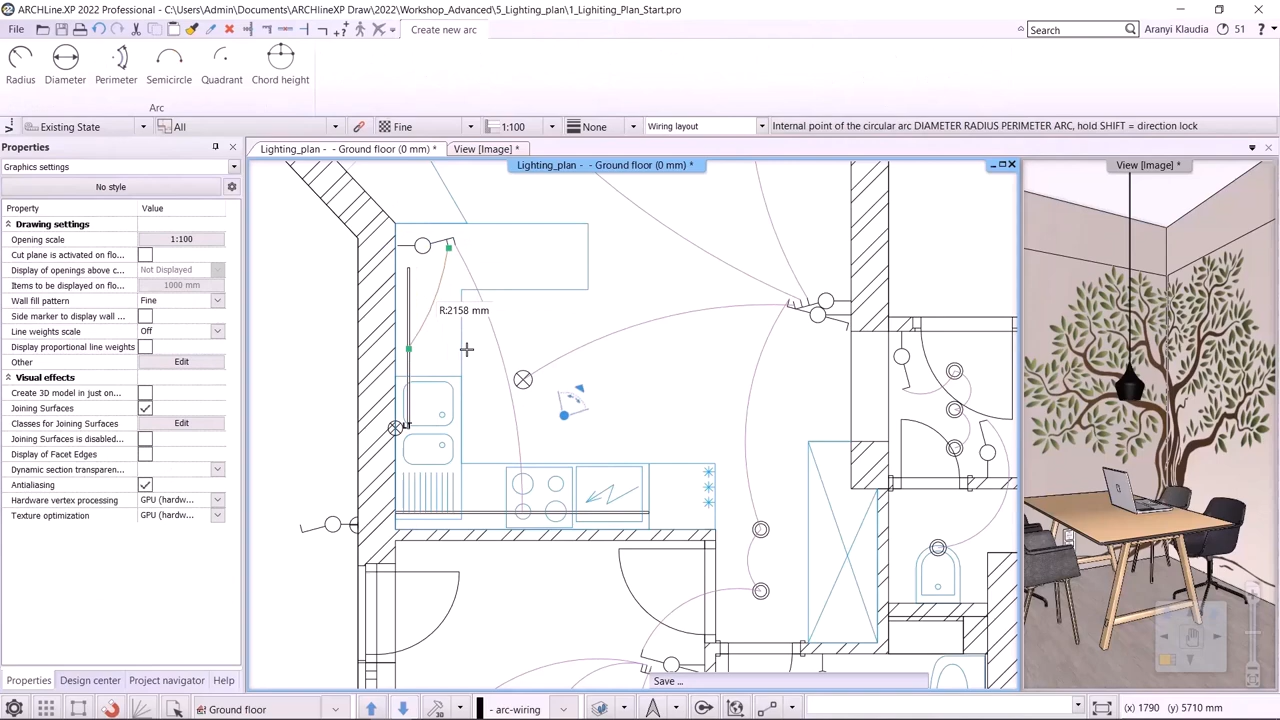 ARCHLine.XP 2022 Professional - C:\Users\Admin\Documents\ARCHlineXP Draw\2022\Workshop_Advanced\5_Lighting_plan\1_Lighiting_Plan_Start.pro
File
Create new arc
Search
Aranyi Klaudia
51
?
Radius
Diameter
Perimeter
Semicircle
Quadrant
Chord height
Arc
Existing State
All
Fine
1:100
None
Wiring layout
Internal point of the circular arc DIAMETER RADIUS PERIMETER ARC, hold SHIFT = direction lock
Properties
Graphics settings
No style
Property Value
Drawing settings
Opening scale 1:100
Cut plane is activated on flo...
Display of openings above c... Not Displayed
Items to be displayed on flo... 1000 mm
Wall fill pattern Fine
Side marker to display wall ...
Line weights scale Off
Display proportional line weights
Other Edit
Visual effects
Create 3D model in just on...
Joining Surfaces
Classes for Joining Surfaces Edit
Joining Surfaces is disabled...
Display of Facet Edges
Dynamic section transparen...
Antialiasing
Hardware vertex processing GPU (hardw...
Texture optimization GPU (hardw...
Properties
Design center
Project navigator
Help
Lighting_plan - - Ground floor (0 mm) *
View [Image] *
Lighting_plan - - Ground floor (0 mm) *
View [Image] *
R:2158 mm
Save ...
Ground floor
- arc-wiring
(x) 1790 (y) 5710 mm